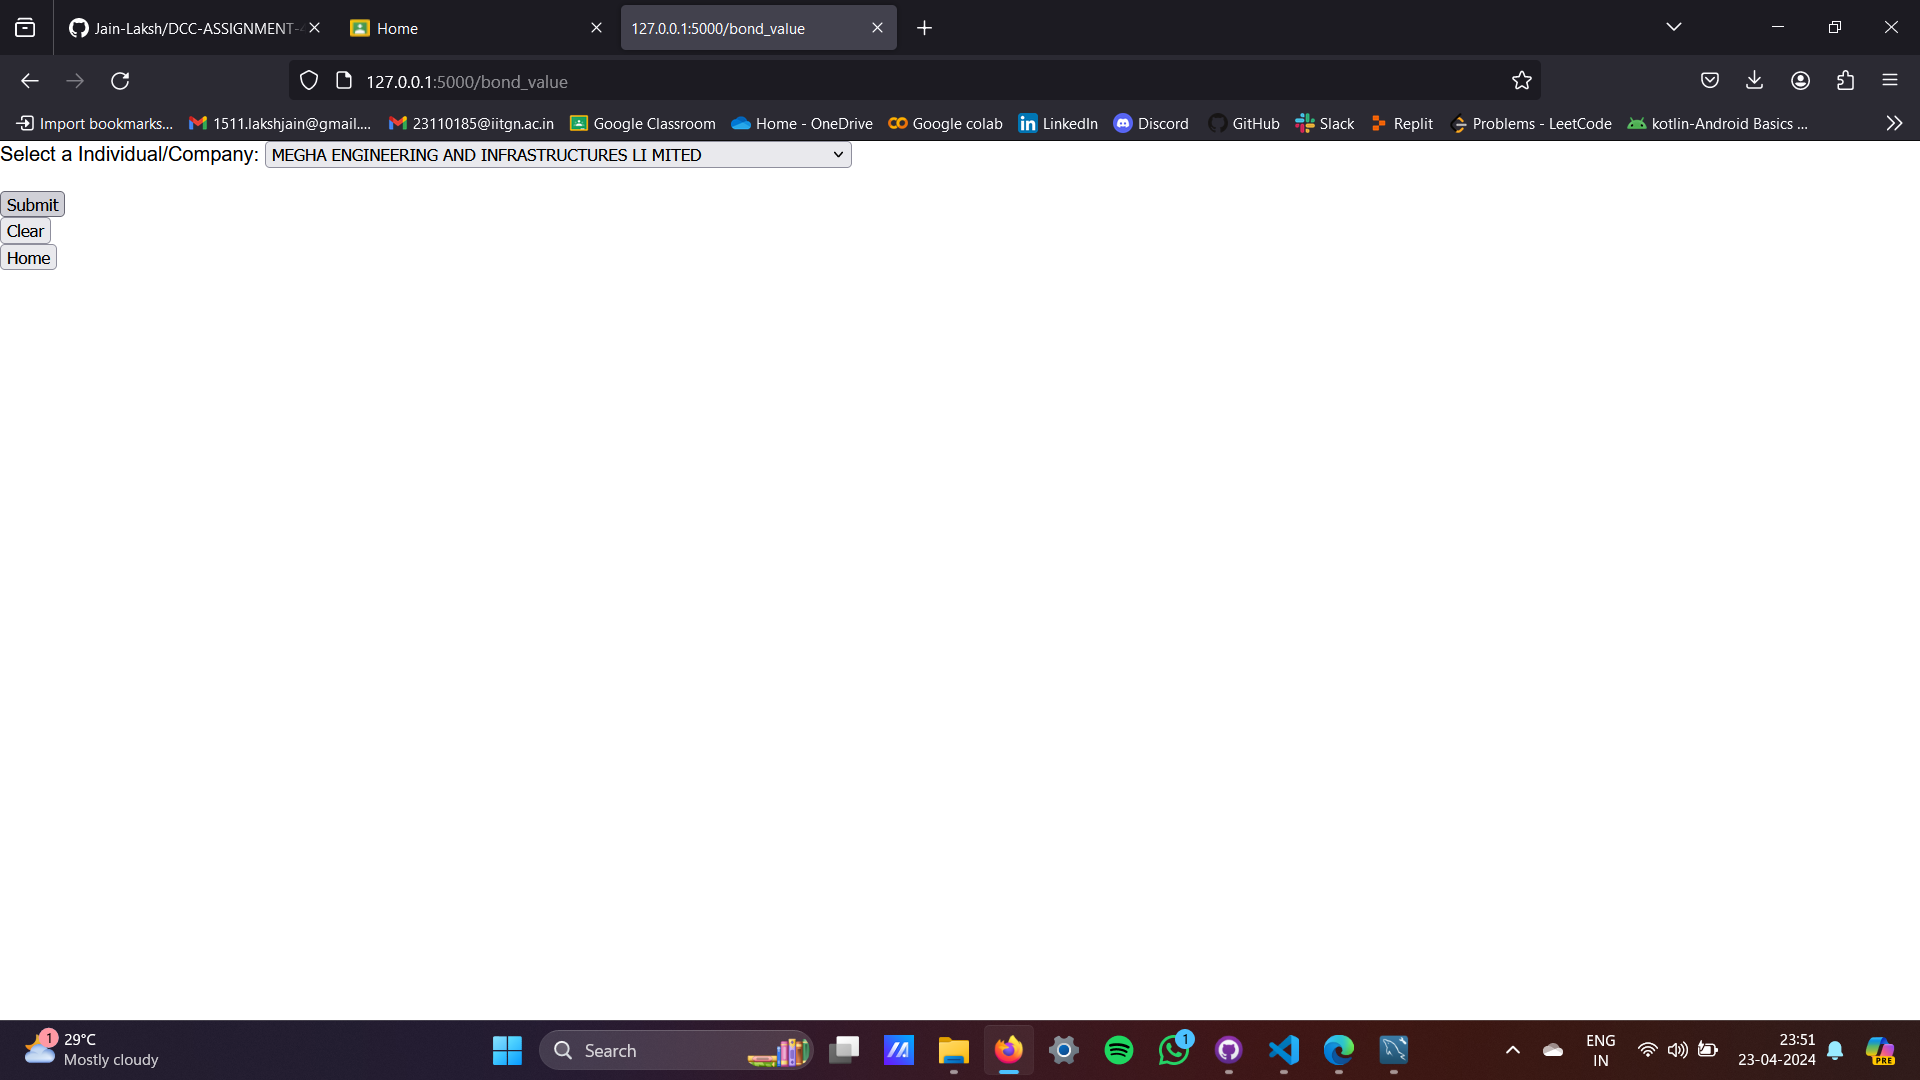 Jain-Laksh/DCC-ASSIGNMENT-4
Home
127.0.0.1:5000/bond_value
127.0.0.1:5000/bond_value
Import bookmarks...
1511.lakshjain@gmail....
23110185@iitgn.ac.in
Google Classroom
Home - OneDrive
Google colab
LinkedIn
Discord
GitHub
Slack
Replit
Problems - LeetCode
kotlin-Android Basics ...
Select a Individual/Company: MEGHA ENGINEERING AND INFRASTRUCTURES LI MITED
Submit
Clear
Home
1
29°C
Mostly cloudy
Search
1
ENG
IN
23:51
23-04-2024
PRE